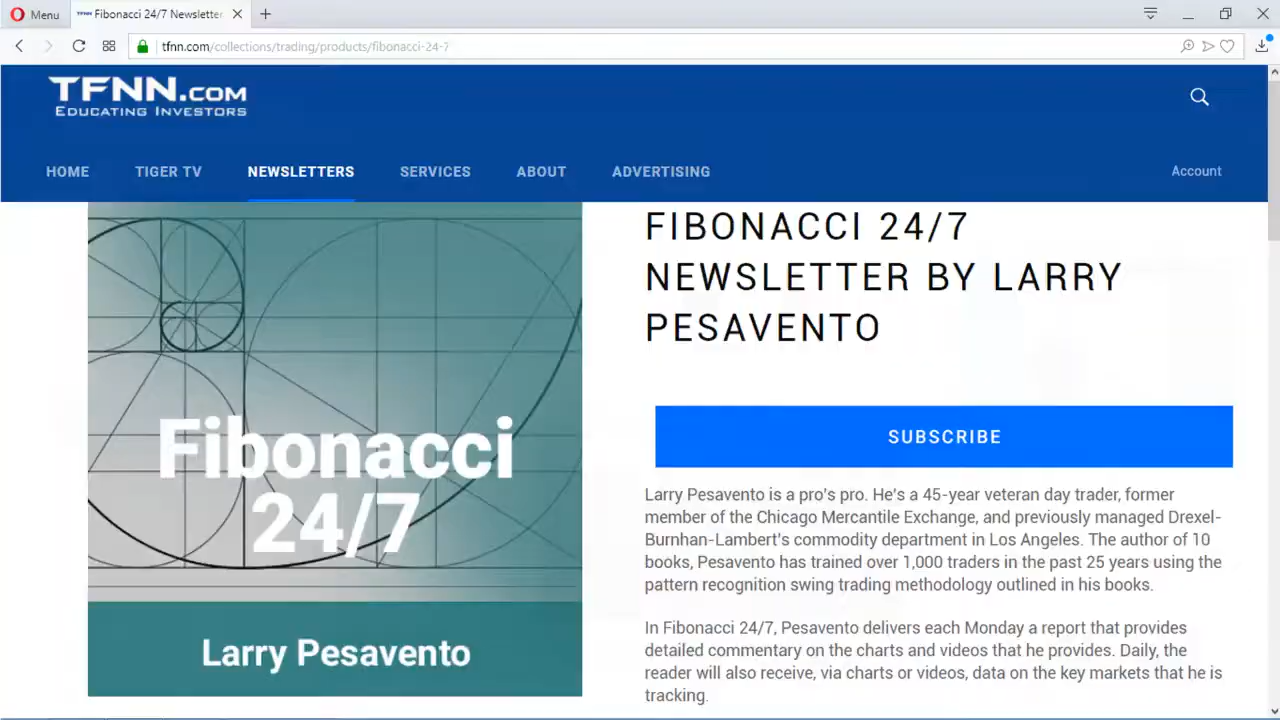 Menu
Fibonacci 24/7 Newsletter
tfnn.com/collections/trading/products/fibonacci-24-7
TFNN.COM
EDUCATING INVESTORS
HOME
TIGER TV
NEWSLETTERS
SERVICES
ABOUT
ADVERTISING
Account
Fibonacci
24/7
Larry Pesavento
FIBONACCI 24/7
NEWSLETTER BY LARRY
PESAVENTO
SUBSCRIBE
Larry Pesavento is a pro's pro. He's a 45-year veteran day trader, former
member of the Chicago Mercantile Exchange, and previously managed Drexel-
Burnhan-Lambert's commodity department in Los Angeles. The author of 10
books, Pesavento has trained over 1,000 traders in the past 25 years using the
pattern recognition swing trading methodology outlined in his books.
In Fibonacci 24/7, Pesavento delivers each Monday a report that provides
detailed commentary on the charts and videos that he provides. Daily, the
reader will also receive, via charts or videos, data on the key markets that he is
tracking.